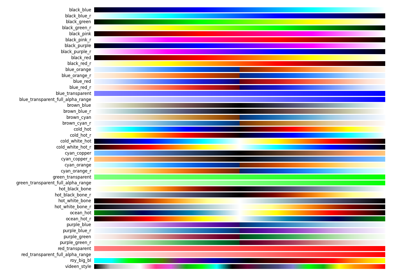 black_blue
black_blue_r
black_green
black_green_r
black_pink
black_pink_r
black_purple
black_purple_r
black_red
black_red_r
blue_orange
blue_orange_r
blue_red
blue_red_r
blue_transparent
blue_transparent_full_alpha_range
brown_blue
brown_blue_r
brown_cyan
brown_cyan_r
cold_hot
cold_hot_r
cold_white_hot
cold_white_hot_r
cyan_copper
cyan_copper_r
cyan_orange
cyan_orange_r
green_transparent
green_transparent_full_alpha_range
hot_black_bone
hot_black_bone_r
hot_white_bone
hot_white_bone_r
ocean_hot
ocean_hot_r
purple_blue
purple_blue_r
purple_green
purple_green_r
red_transparent
red_transparent_full_alpha_range
roy_big_bl
videen_style